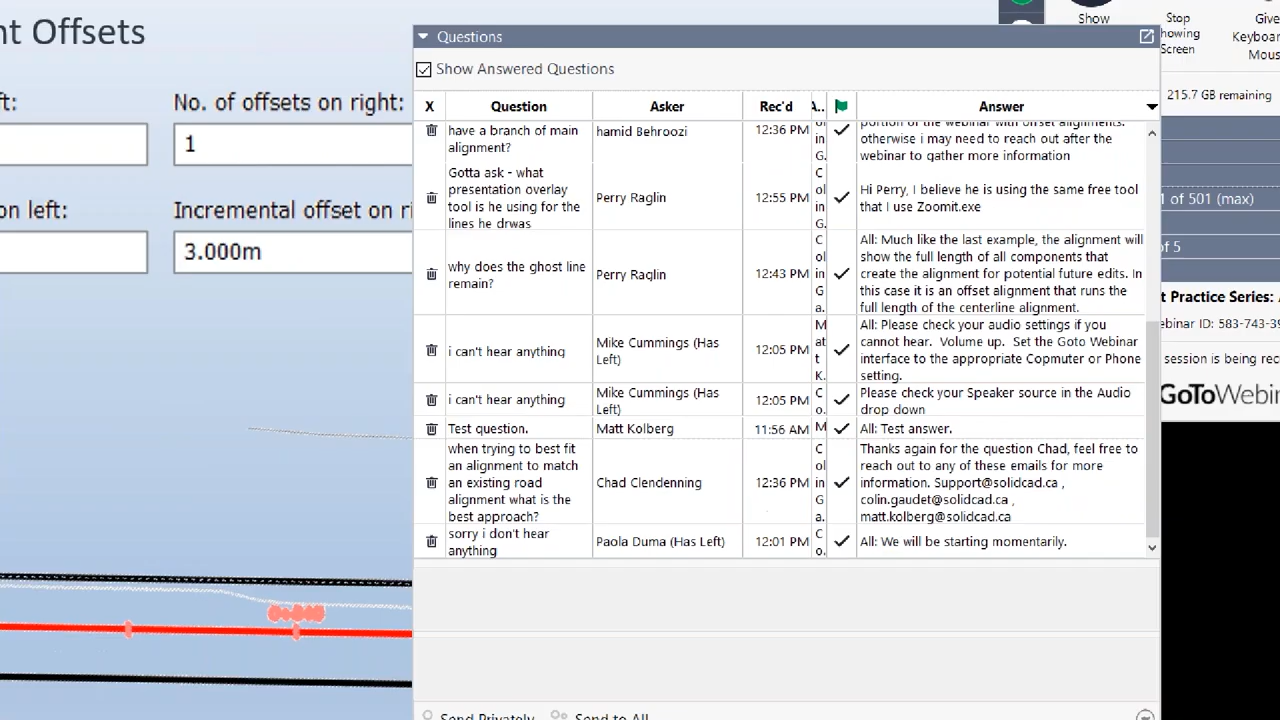 nt Offsets
ft:
No. of offsets on right:
1
on left:
Incremental offset on ri
3.000m
Questions
Show Answered Questions
X
Question
Asker
Rec'd
A..
Answer
have a branch of main
alignment?
hamid Behroozi
12:36 PM
ol
in
G.
portion of the webinar with offset alignments.
otherwise i may need to reach out after the
webinar to gather more information
Gotta ask - what
presentation overlay
tool is he using for the
lines he drwas
Perry Raglin
12:55 PM
C
ol
in
G.
Hi Perry, I believe he is using the same free tool
that I use Zoomit.exe
why does the ghost line
remain?
Perry Raglin
12:43 PM
C
ol
in
G
a.
All: Much like the last example, the alignment will
show the full length of all components that
create the alignment for potential future edits. In
this case it is an offset alignment that runs the
full length of the centerline alignment.
i can't hear anything
Mike Cummings (Has
Left)
12:05 PM
M
at
t
K.
All: Please check your audio settings if you
cannot hear. Volume up. Set the Goto Webinar
interface to the appropriate Copmuter or Phone
setting.
i can't hear anything
Mike Cummings (Has
Left)
12:05 PM
C
o.
Please check your Speaker source in the Audio
drop down
Test question.
Matt Kolberg
11:56 AM
M
All: Test answer.
when trying to best fit
an alignment to match
an existing road
alignment what is the
best approach?
Chad Clendenning
12:36 PM
C
ol
in
G
a.
Thanks again for the question Chad, feel free to
reach out to any of these emails for more
information. Support@solidcad.ca ,
colin.gaudet@solidcad.ca ,
matt.kolberg@solidcad.ca
sorry i don't hear
anything
Paola Duma (Has Left)
12:01 PM
C
o.
All: We will be starting momentarily.
Send Privately
Send to All
Show
Stop
howing
Screen
Give
Keyboar
Mous
215.7 GB remaining
1 of 501 (max)
of 5
t Practice Series: A
ebinar ID: 583-743-39
session is being rec
GoToWebin